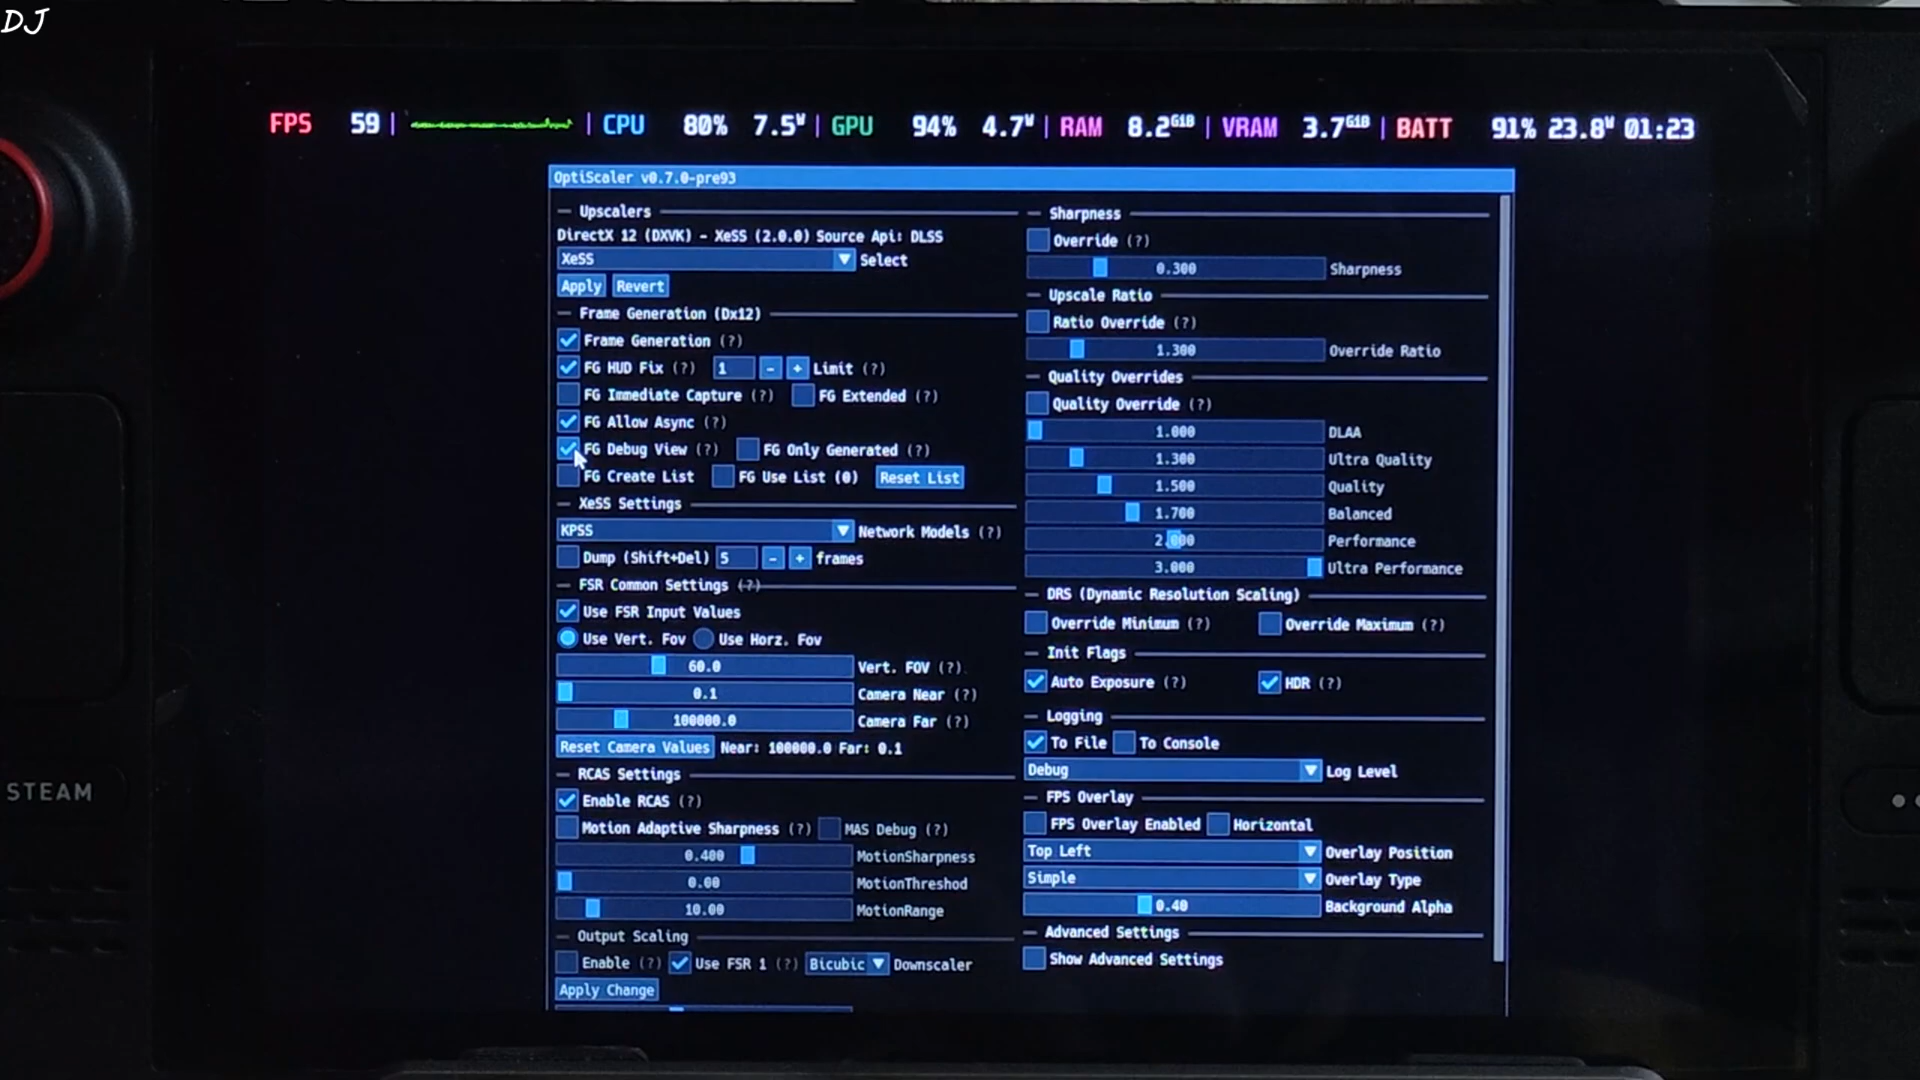 DJ
FPS 59 | | CPU 80% 7.5W | GPU 94% 4.7W | RAM 8.2GiB | VRAM 3.7GiB | BATT 91% 23.8W 01:23
OptiScaler v0.7.0-pre93
Upscalers
DirectX 12 (DXVK) - XeSS (2.0.0) Source Api: DLSS
XeSS Select
Apply Revert
Frame Generation (Dx12)
Frame Generation (?)
FG HUD Fix (?) 1 - + Limit (?)
FG Immediate Capture (?) FG Extended (?)
FG Allow Async (?)
FG Debug View (?) FG Only Generated (?)
FG Create List FG Use List (0) Reset List
XeSS Settings
KPSS Network Models (?)
Dump (Shift+Del) 5 - + frames
FSR Common Settings (?)
Use FSR Input Values
Use Vert. Fov Use Horz. Fov
60.0 Vert. FOV (?)
0.1 Camera Near (?)
100000.0 Camera Far (?)
Reset Camera Values Near: 100000.0 Far: 0.1
RCAS Settings
Enable RCAS (?)
Motion Adaptive Sharpness (?) MAS Debug (?)
0.400 MotionSharpness
0.00 MotionThreshod
10.00 MotionRange
Output Scaling
Enable (?) Use FSR 1 (?) Bicubic Downscaler
Apply Change
Sharpness
Override (?)
0.300 Sharpness
Upscale Ratio
Ratio Override (?)
1.300 Override Ratio
Quality Overrides
Quality Override (?)
1.000 DLAA
1.300 Ultra Quality
1.500 Quality
1.700 Balanced
2.000 Performance
3.000 Ultra Performance
DRS (Dynamic Resolution Scaling)
Override Minimum (?) Override Maximum (?)
Init Flags
Auto Exposure (?) HDR (?)
Logging
To File To Console
Debug Log Level
FPS Overlay
FPS Overlay Enabled Horizontal
Top Left Overlay Position
Simple Overlay Type
0.40 Background Alpha
Advanced Settings
Show Advanced Settings
STEAM